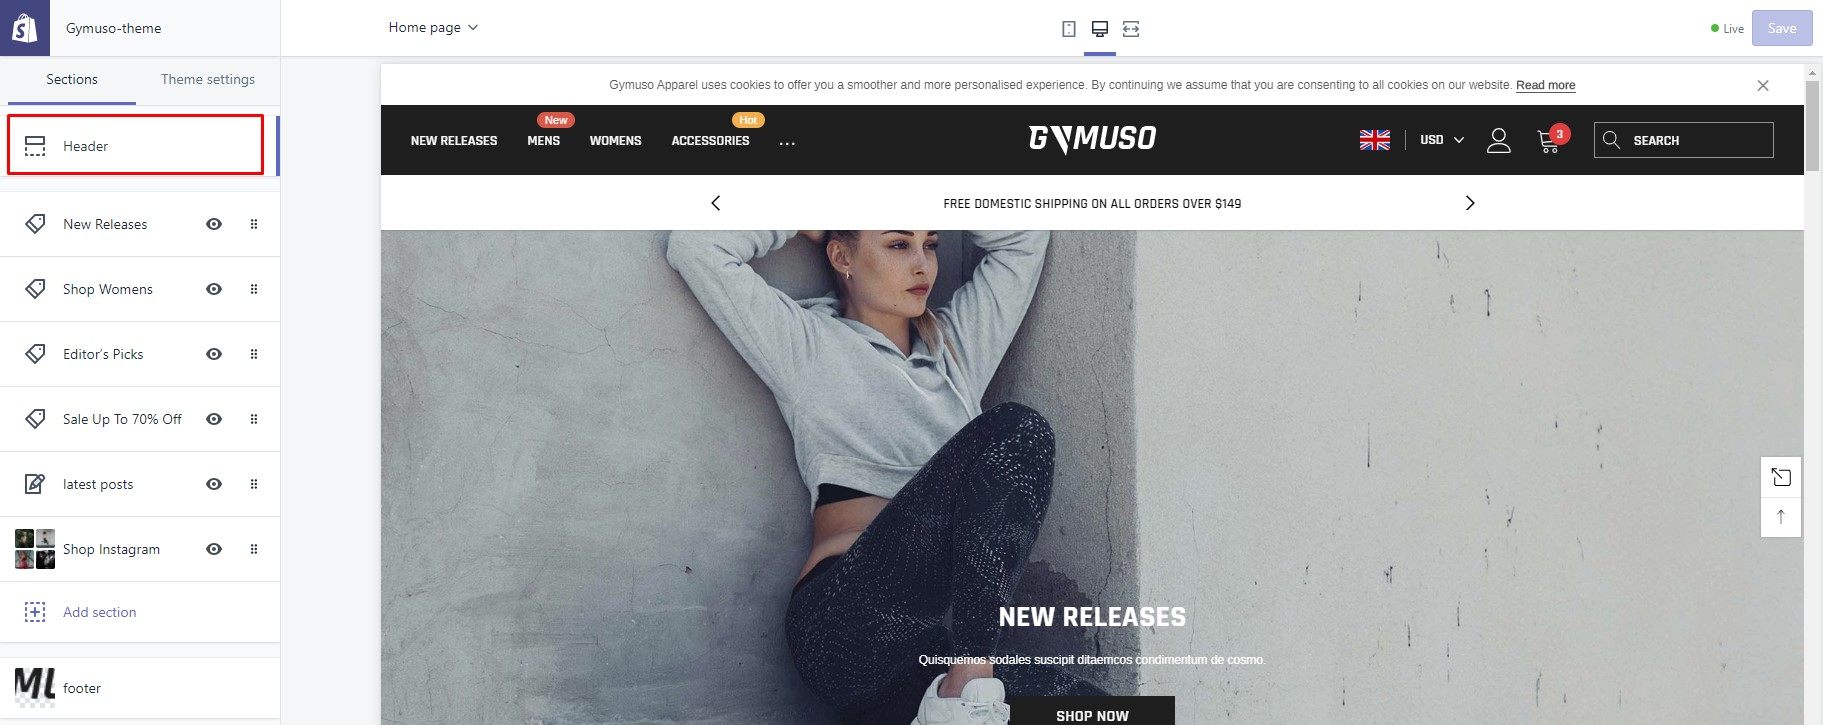 Gymuso-theme
Home page
Live
Save
Sections
Theme settings
Header
New Releases
Shop Womens
Editor's Picks
Sale Up To 70% Off
latest posts
Shop Instagram
Add section
footer
Gymuso Apparel uses cookies to offer you a smoother and more personalised experience. By continuing we assume that you are consenting to all cookies on our website. Read more
New
Hot
NEW RELEASES MENS WOMENS ACCESSORIES ...
GYMUSO
USD
3
SEARCH
FREE DOMESTIC SHIPPING ON ALL ORDERS OVER $149
NEW RELEASES
Quisquemos sodales suscipit ditaemcos condimentum de cosmo.
SHOP NOW